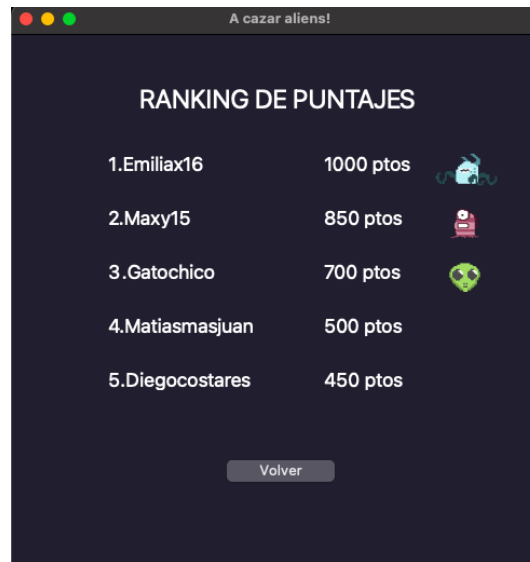 A cazar aliens!
RANKING DE PUNTAJES
1.Emiliax16 1000 ptos
2.Maxy15 850 ptos
3.Gatochico 700 ptos
4.Matiasmasjuan 500 ptos
5.Diegocostares 450 ptos
Volver